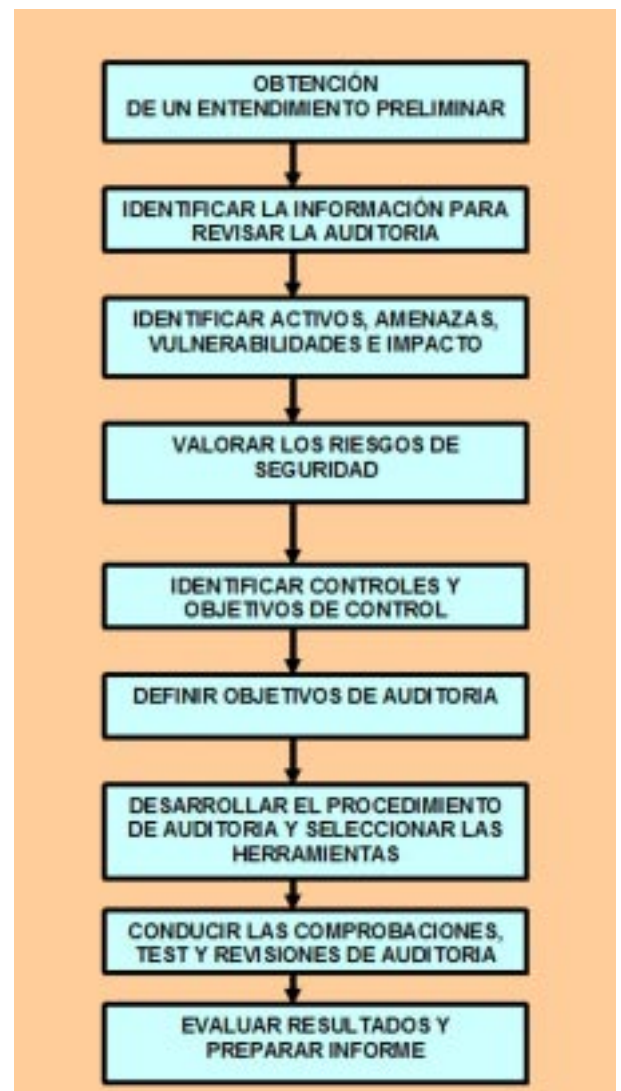 OBTENCIÓN
DE UN ENTENDIMIENTO PRELIMINAR
IDENTIFICAR LA INFORMACIÓN PARA
REVISAR LA AUDITORIA
IDENTIFICAR ACTIVOS, AMENAZAS,
VULNERABILIDADES E IMPACTO
VALORAR LOS RIESGOS DE
SEGURIDAD
IDENTIFICAR CONTROLES Y
OBJETIVOS DE CONTROL
DEFINIR OBJETIVOS DE AUDITORIA
DESARROLLAR EL PROCEDIMIENTO
DE AUDITORIA Y SELECCIONAR LAS
HERRAMIENTAS
CONDUCIR LAS COMPROBACIONES,
TEST Y REVISIONES DE AUDITORIA
EVALUAR RESULTADOS Y
PREPARAR INFORME